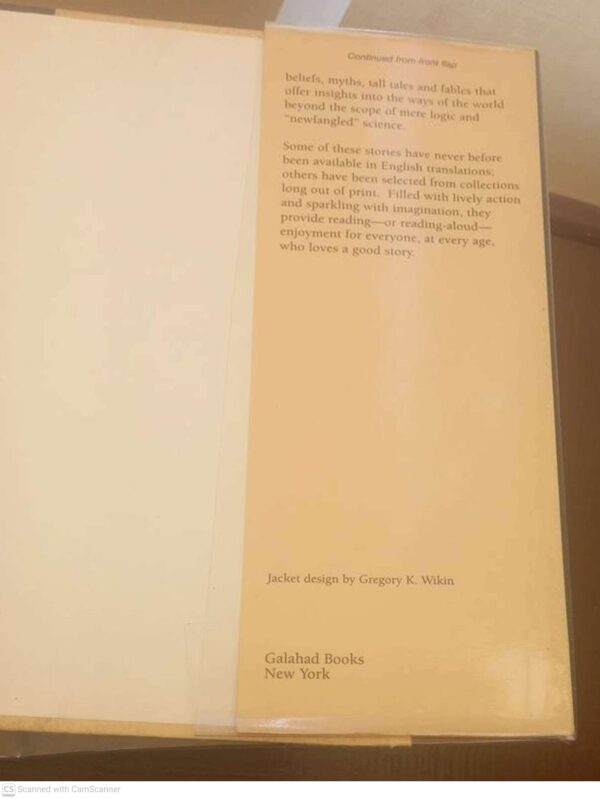 Continued from front flap
beliefs, myths, tall tales and fables that
offer insights into the ways of the world
beyond the scope of mere logic and
"newfangled" science.
Some of these stories have never before
been available in English translations;
others have been selected from collections
long out of print. Filled with lively action
and sparkling with imagination, they
provide reading—or reading-aloud—
enjoyment for everyone, at every age,
who loves a good story.
Jacket design by Gregory K. Wikin
Galahad Books
New York
CS Scanned with CamScanner